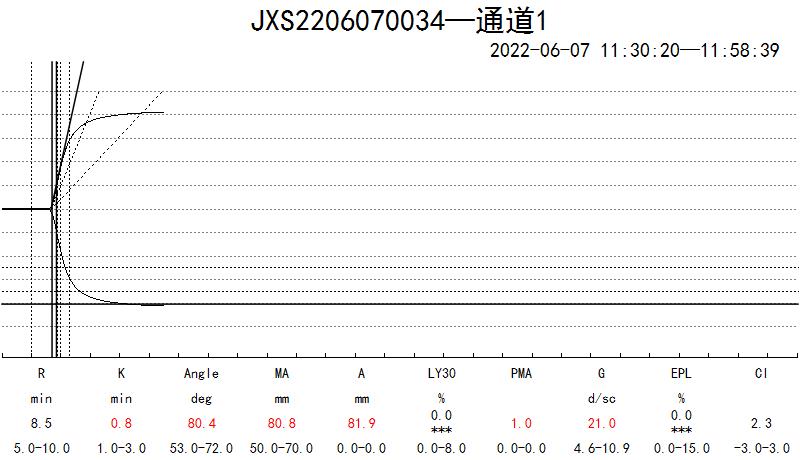 JXS2206070034—通道1
2022-06-07 11:30:20—11:58:39
R K Angle MA A LY30 PMA G EPL CI
min min deg mm mm % d/sc %
8.5 0.8 80.4 80.8 81.9 0.0 *** 1.0 21.0 0.0 *** 2.3
5.0-10.0 1.0-3.0 53.0-72.0 50.0-70.0 0.0-0.0 0.0-8.0 0.0-0.0 4.6-10.9 0.0-15.0 -3.0-3.0